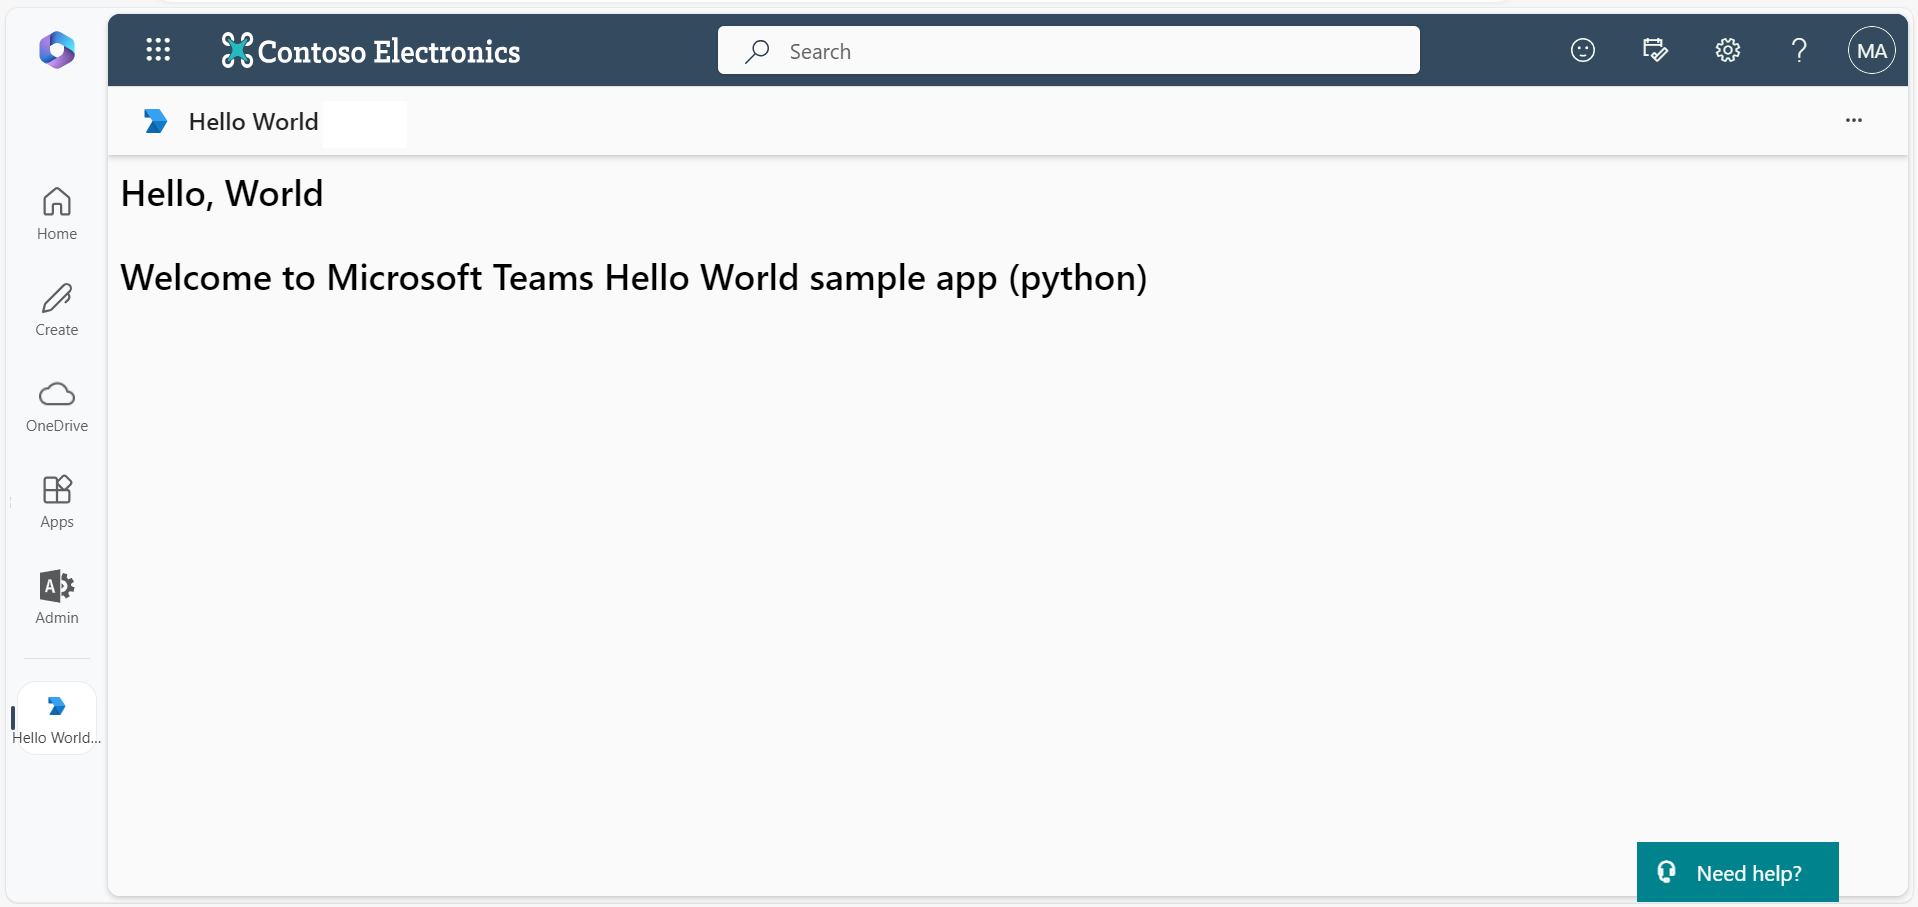 Contoso Electronics
Search
MA
Hello World
...
Hello, World
Welcome to Microsoft Teams Hello World sample app (python)
Home
Create
OneDrive
Apps
A
Admin
Hello World...
Need help?